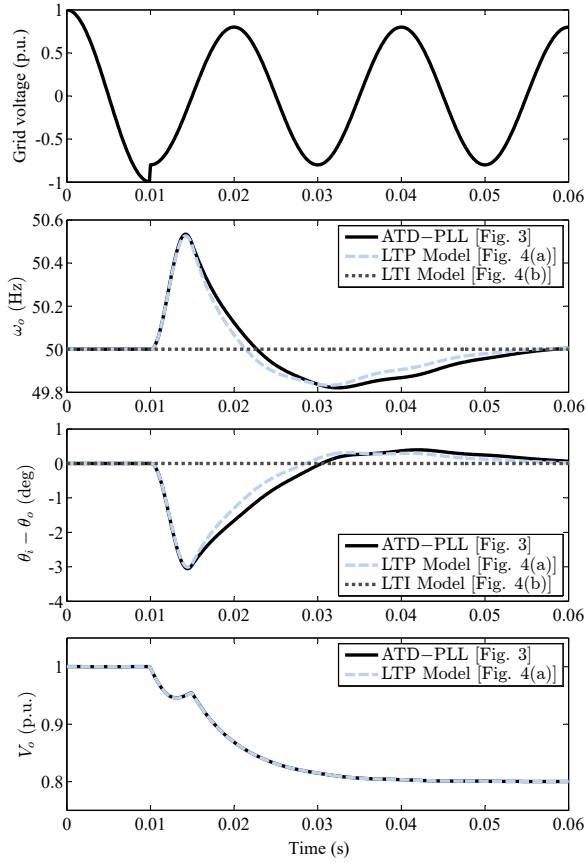 Grid voltage (p.u.)
1
0.5
0
-0.5
-1
0 0.01 0.02 0.03 0.04 0.05 0.06
ω_o (Hz)
50.6
50.4
50.2
50
49.8
ATD−PLL [Fig. 3]
LTP Model [Fig. 4(a)]
LTI Model [Fig. 4(b)]
0 0.01 0.02 0.03 0.04 0.05 0.06
θ_i − θ_o (deg)
1
0
-1
-2
-3
-4
ATD−PLL [Fig. 3]
LTP Model [Fig. 4(a)]
LTI Model [Fig. 4(b)]
0 0.01 0.02 0.03 0.04 0.05 0.06
V_o (p.u.)
1
0.9
0.8
ATD−PLL [Fig. 3]
LTP Model [Fig. 4(a)]
0 0.01 0.02 0.03 0.04 0.05 0.06
Time (s)